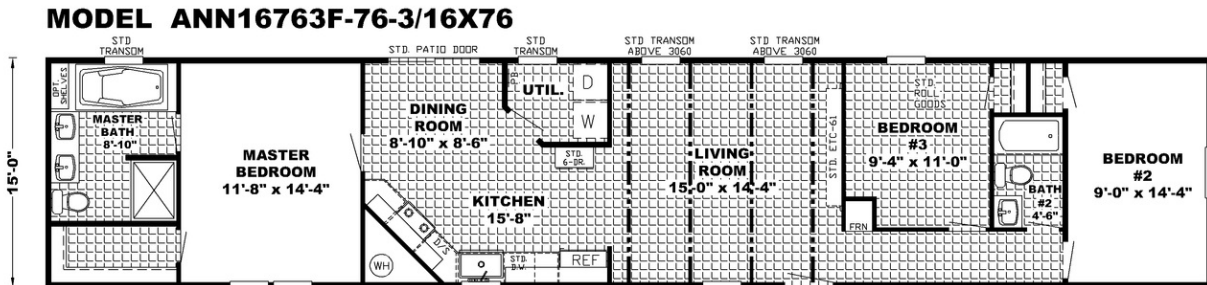 MODEL ANN16763F-76-3/16X76
STD
TRANSOM
STD. PATIO DOOR
STD
TRANSOM
STD TRANSOM
ABOVE 3060
STD TRANSOM
ABOVE 3060
15'-0"
OPT.
SHELVES
MASTER
BATH
8'-10"
MASTER
BEDROOM
11'-8" x 14'-4"
DINING
ROOM
8'-10" x 8'-6"
P.B.
UTIL.
D
W
STD.
6-DR.
KITCHEN
15'-8"
D/S
WH
STD
D.W.
REF
LIVING
ROOM
15'-0" x 14'-4"
STD. ETC-61
STD
ROLL
GOODS
BEDROOM
#3
9'-4" x 11'-0"
FRN
BATH
#2
4'-6"
BEDROOM
#2
9'-0" x 14'-4"